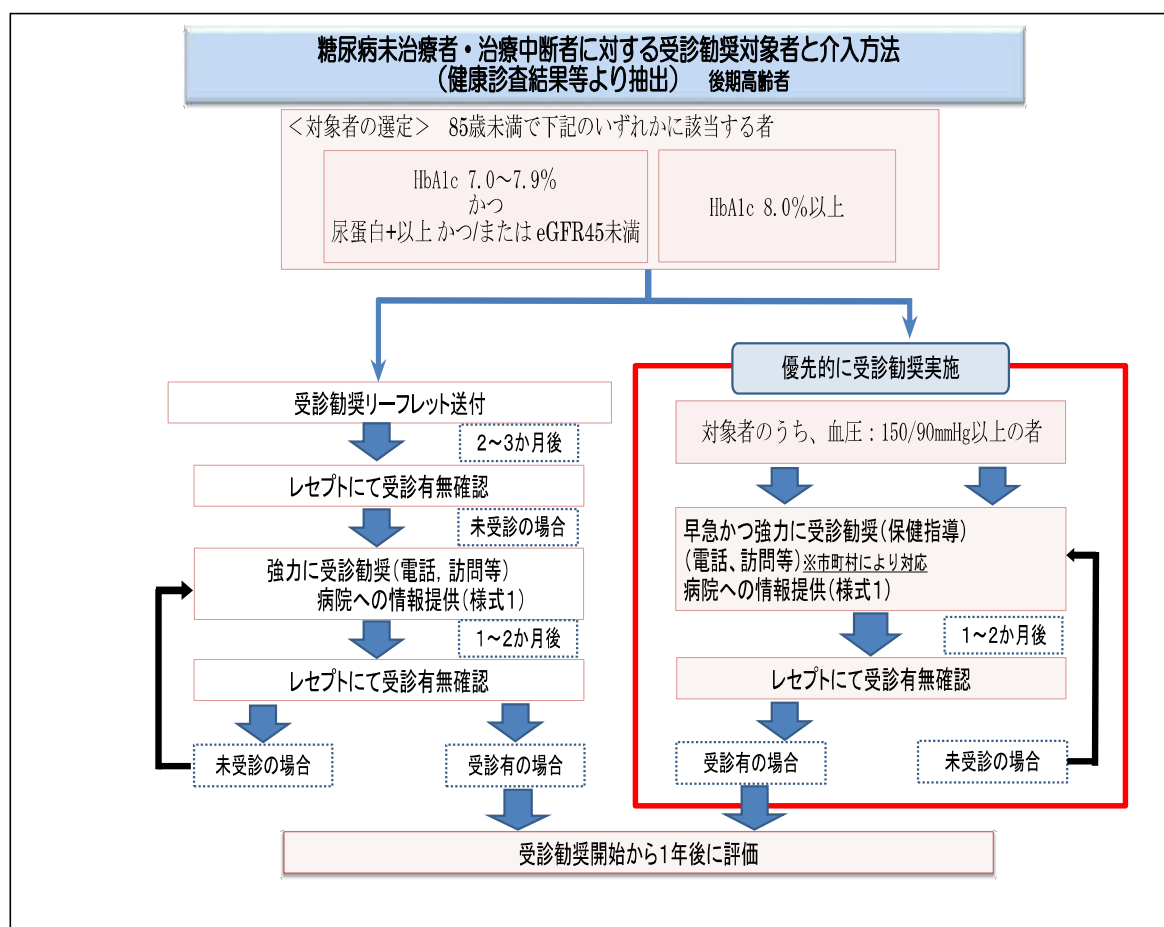 糖尿病未治療者・治療中断者に対する受診勧奨対象者と介入方法
（健康診査結果等より抽出） 後期高齢者
＜対象者の選定＞ 85歳未満で下記のいずれかに該当する者
HbA1c 7.0～7.9%
かつ
尿蛋白+以上 かつ/または eGFR45未満
HbA1c 8.0%以上
受診勧奨リーフレット送付
2～3か月後
レセプトにて受診有無確認
未受診の場合
強力に受診勧奨（電話，訪問等）
病院への情報提供（様式1）
1～2か月後
レセプトにて受診有無確認
未受診の場合
受診有の場合
優先的に受診勧奨実施
対象者のうち、血圧：150/90mmHg以上の者
早急かつ強力に受診勧奨（保健指導）
（電話、訪問等）※市町村により対応
病院への情報提供（様式1）
1～2か月後
レセプトにて受診有無確認
受診有の場合
未受診の場合
受診勧奨開始から1年後に評価